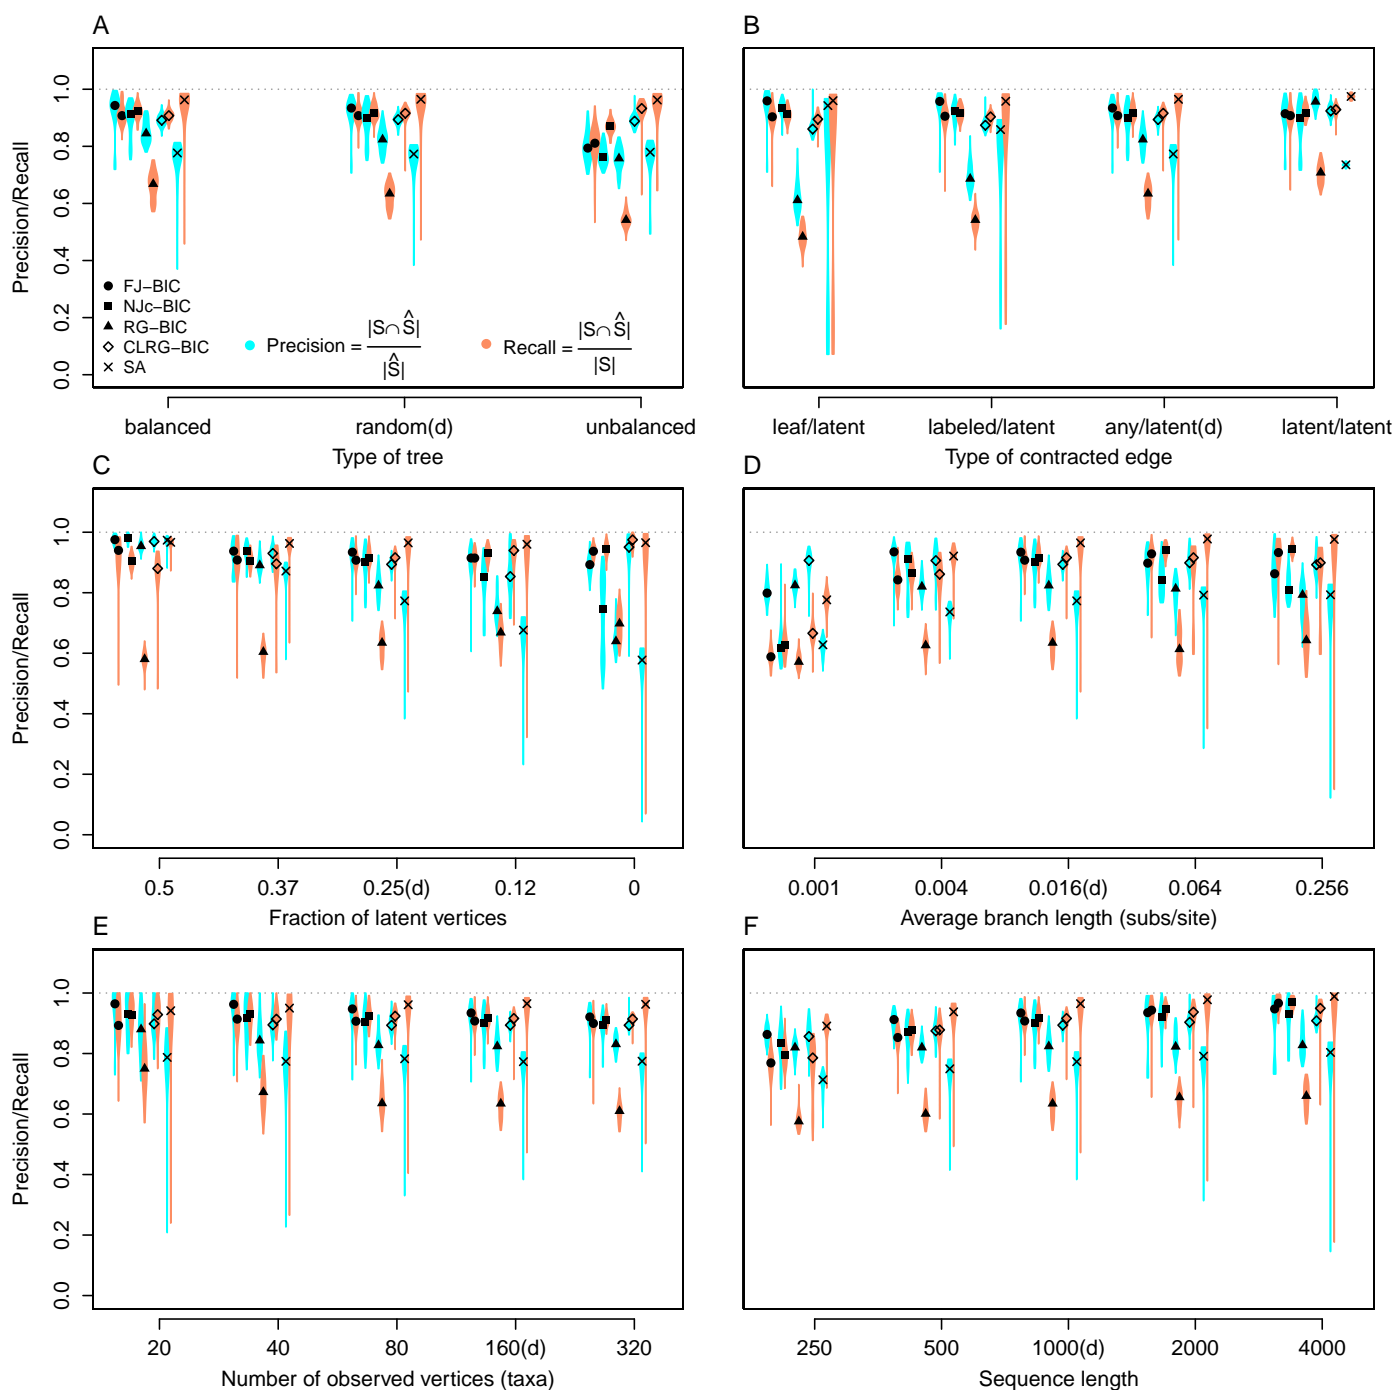 A
Precision/Recall
1.0
0.8
0.6
0.4
0.2
0.0
FJ−BIC
NJc−BIC
RG−BIC
CLRG−BIC
SA
Precision = |S∩Ŝ| / |Ŝ|
Recall = |S∩Ŝ| / |S|
balanced random(d) unbalanced
Type of tree
B
leaf/latent labeled/latent any/latent(d) latent/latent
Type of contracted edge
C
Precision/Recall
1.0
0.8
0.6
0.4
0.2
0.0
0.5 0.37 0.25(d) 0.12 0
Fraction of latent vertices
D
0.001 0.004 0.016(d) 0.064 0.256
Average branch length (subs/site)
E
Precision/Recall
1.0
0.8
0.6
0.4
0.2
0.0
20 40 80 160(d) 320
Number of observed vertices (taxa)
F
250 500 1000(d) 2000 4000
Sequence length